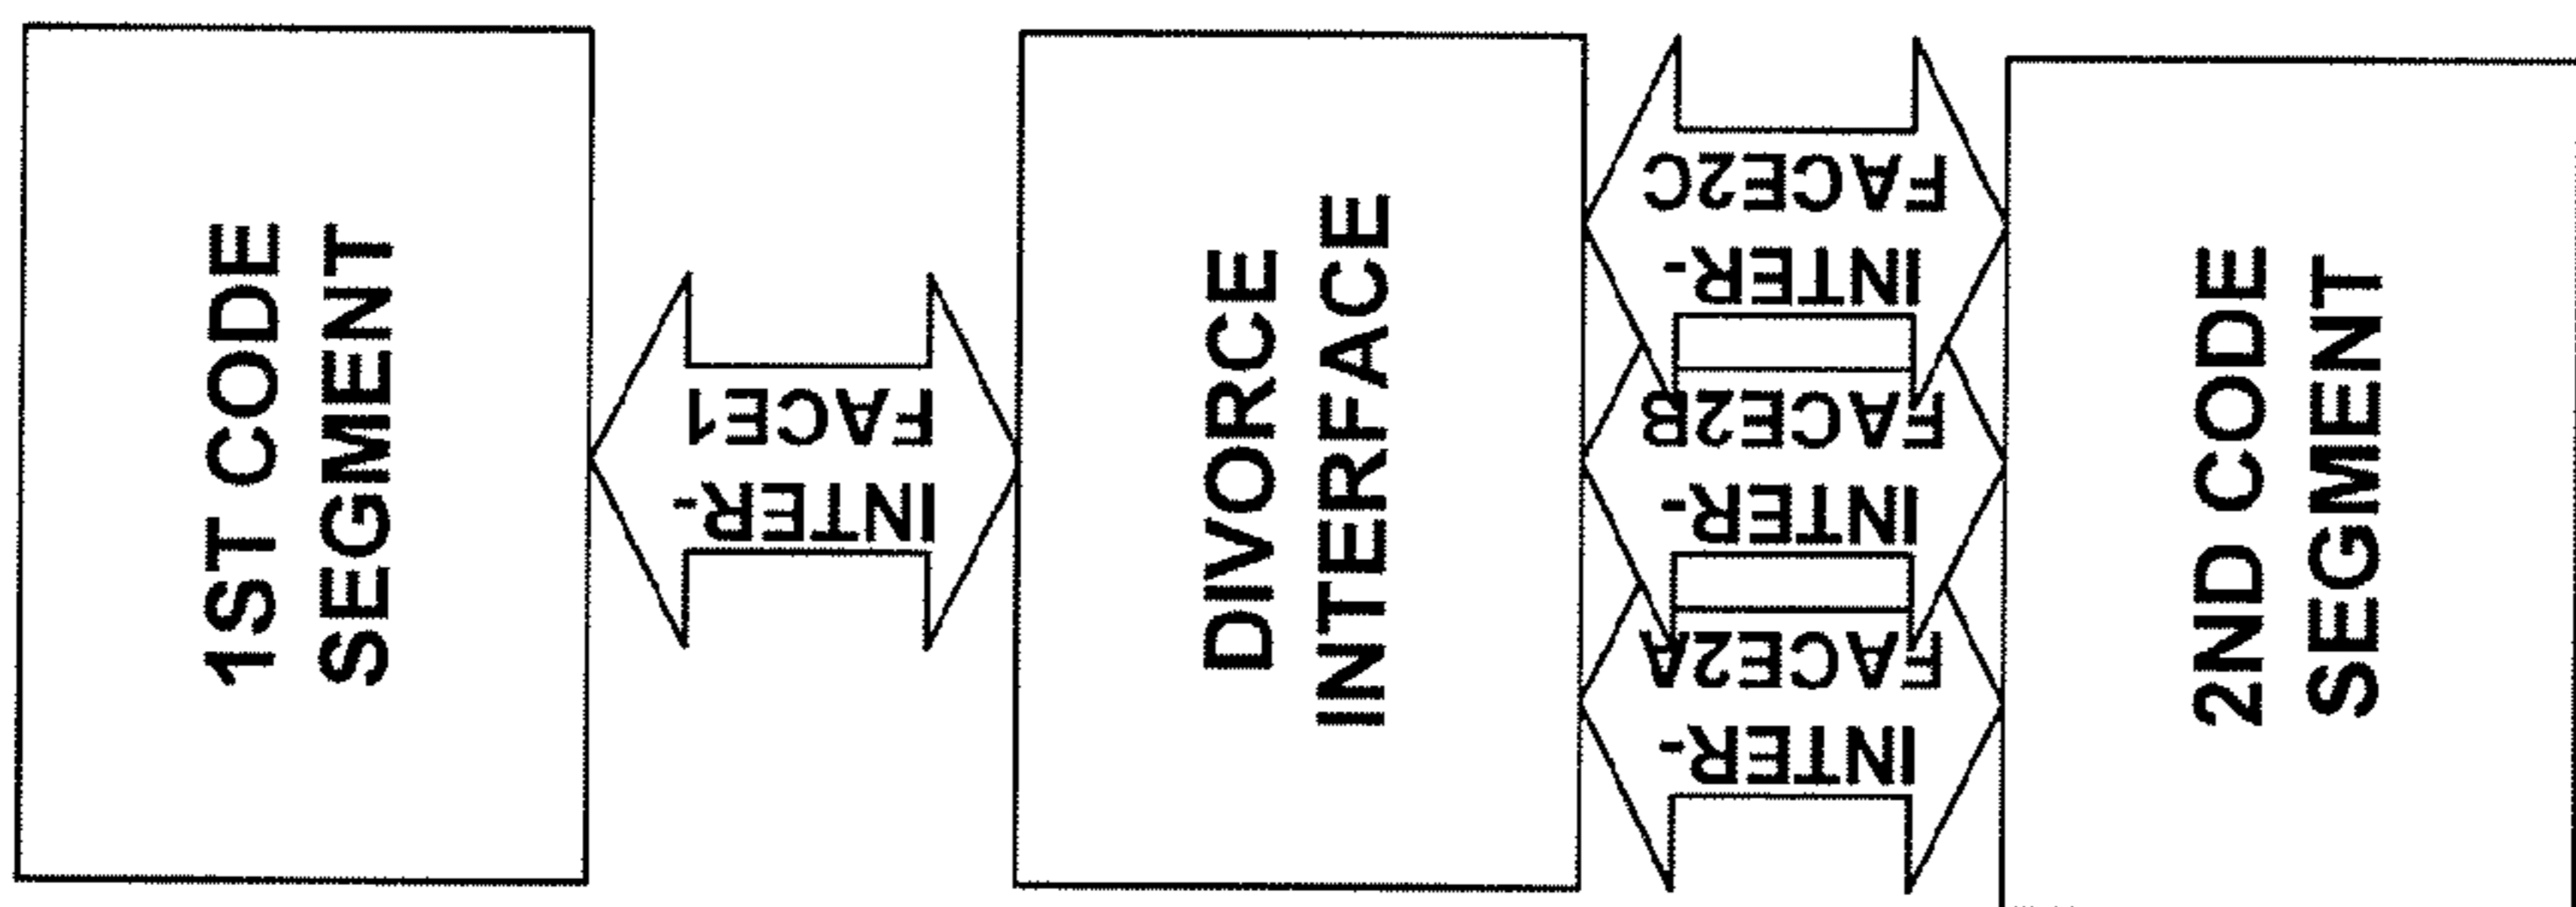 1ST CODE
SEGMENT
INTER-
FACE1
DIVORCE
INTERFACE
INTER-
FACE2A
INTER-
FACE2B
INTER-
FACE2C
2ND CODE
SEGMENT